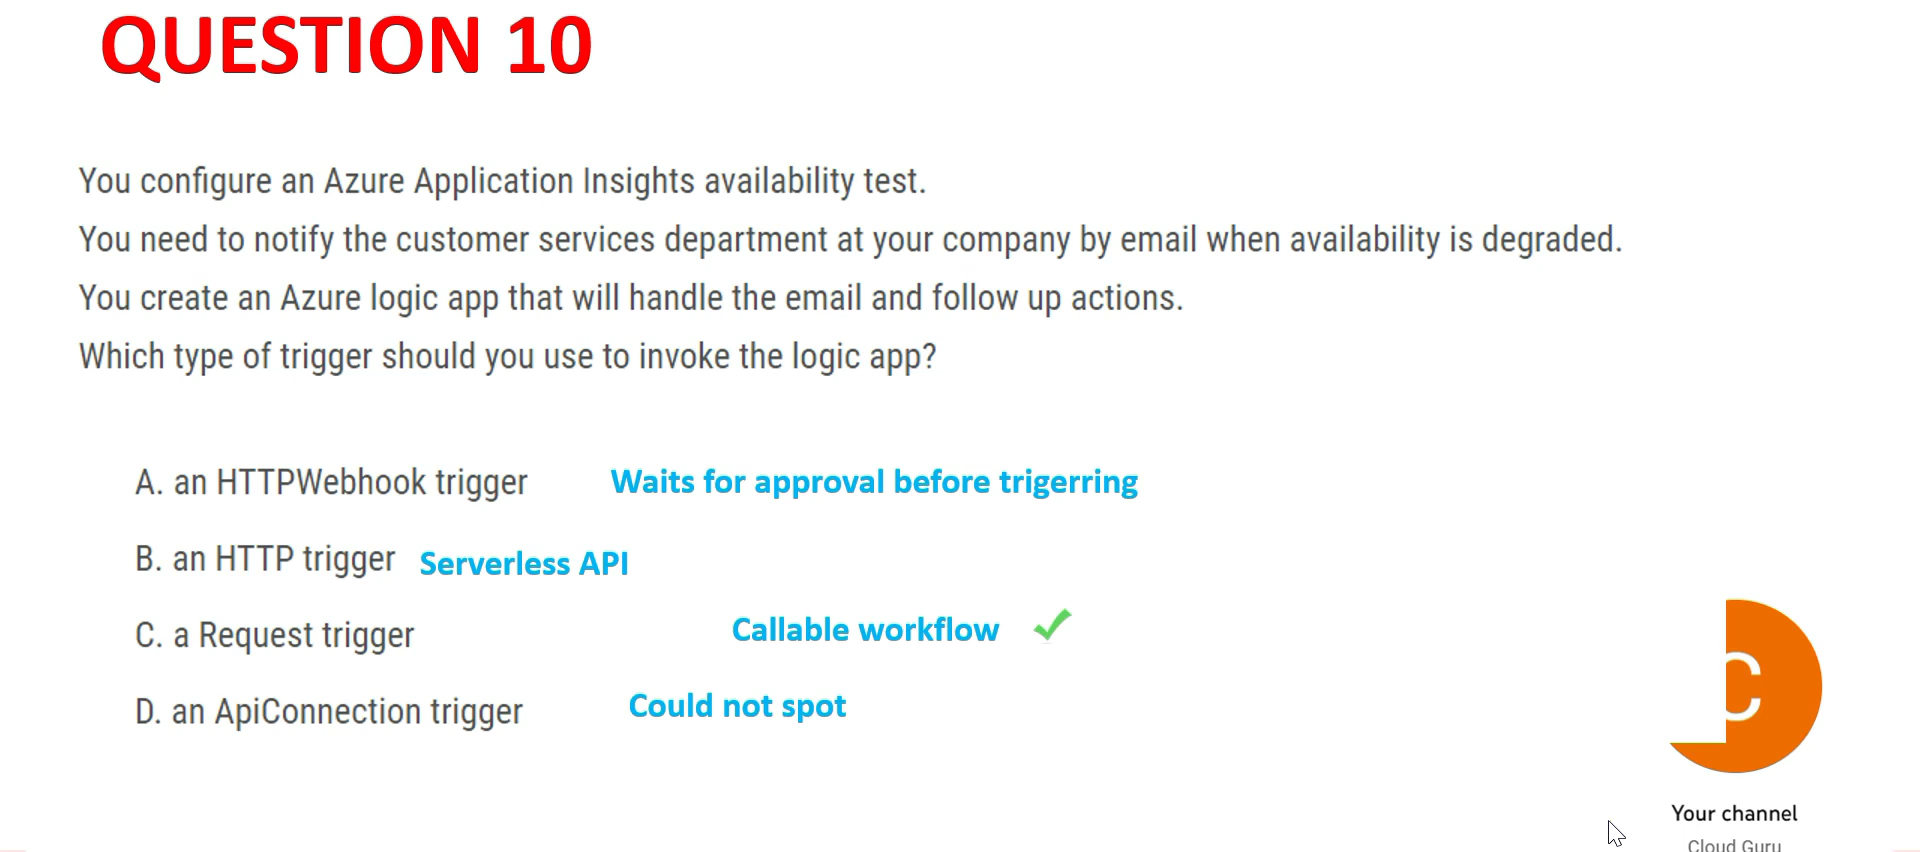 QUESTION 10
You configure an Azure Application Insights availability test.
You need to notify the customer services department at your company by email when availability is degraded.
You create an Azure logic app that will handle the email and follow up actions.
Which type of trigger should you use to invoke the logic app?
A. an HTTPWebhook trigger Waits for approval before trigerring
B. an HTTP trigger Serverless API
C. a Request trigger Callable workflow
D. an ApiConnection trigger Could not spot
C
Your channel
Cloud Guru